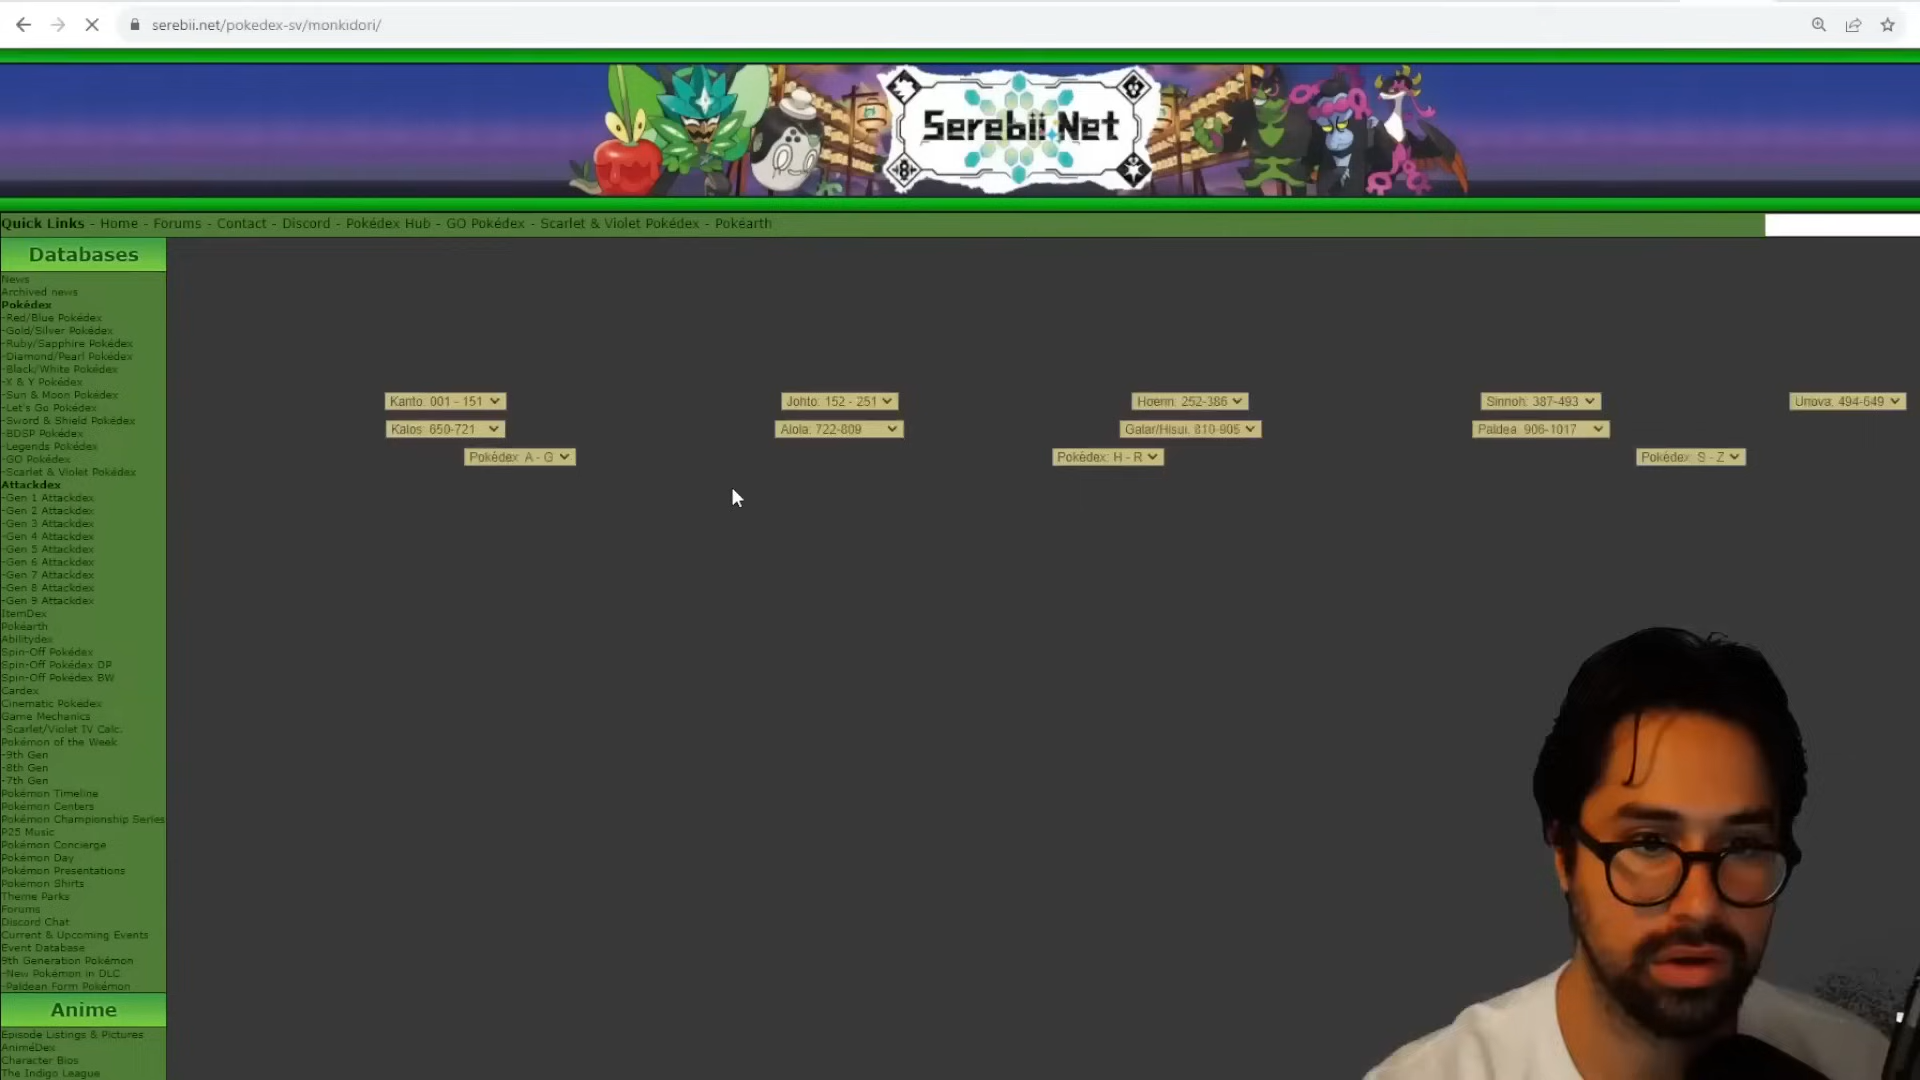 serebii.net/pokedex-sv/monkidori/
Serebii.Net
Quick Links - Home - Forums - Contact - Discord - Pokédex Hub - GO Pokédex - Scarlet & Violet Pokédex - Pokéarth
Databases
News
Archived news
Pokédex
-Red/Blue Pokédex
-Gold/Silver Pokédex
-Ruby/Sapphire Pokédex
-Diamond/Pearl Pokédex
-Black/White Pokédex
-X & Y Pokédex
-Sun & Moon Pokédex
-Let's Go Pokédex
-Sword & Shield Pokédex
-BDSP Pokédex
-Legends Pokédex
-GO Pokédex
-Scarlet & Violet Pokédex
Attackdex
-Gen 1 Attackdex
-Gen 2 Attackdex
-Gen 3 Attackdex
-Gen 4 Attackdex
-Gen 5 Attackdex
-Gen 6 Attackdex
-Gen 7 Attackdex
-Gen 8 Attackdex
-Gen 9 Attackdex
ItemDex
Pokéarth
Abilitydex
Spin-Off Pokédex
Spin-Off Pokédex DP
Spin-Off Pokédex BW
Cardex
Cinematic Pokédex
Game Mechanics
-Scarlet/Violet IV Calc.
Pokémon of the Week
-9th Gen
-8th Gen
-7th Gen
Pokémon Timeline
Pokémon Centers
Pokémon Championship Series
P25 Music
Pokémon Concierge
Pokémon Day
Pokémon Presentations
Pokémon Shirts
Theme Parks
Forums
Discord Chat
Current & Upcoming Events
Event Database
9th Generation Pokémon
-New Pokémon in DLC
-Paldean Form Pokémon
Anime
Episode Listings & Pictures
AniméDex
Character Bios
The Indigo League
Kanto: 001 - 151
Johto: 152 - 251
Hoenn: 252-386
Sinnoh: 387-493
Unova: 494-649
Kalos: 650-721
Alola: 722-809
Galar/Hisui: 810-905
Paldea: 906-1017
Pokédex: A - G
Pokédex: H - R
Pokédex: S - Z